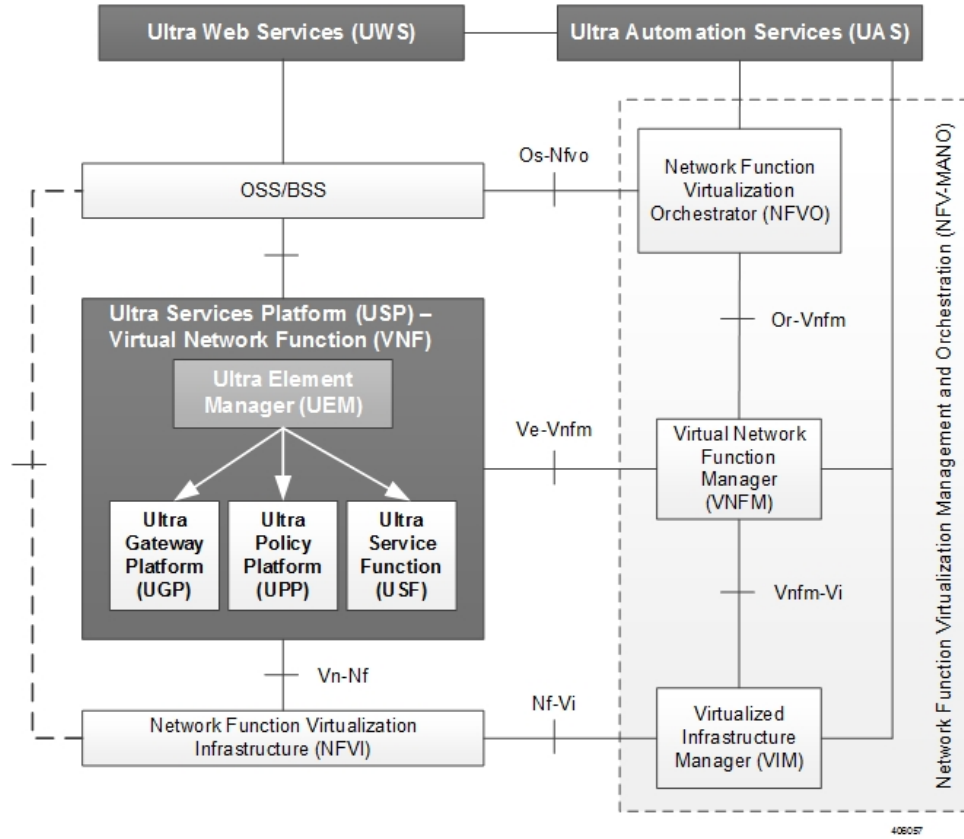 Ultra Web Services (UWS)
Ultra Automation Services (UAS)
Os-Nfvo
OSS/BSS
Network Function
Virtualization
Orchestrator (NFVO)
Ultra Services Platform (USP) –
Virtual Network Function (VNF)
Ultra Element
Manager (UEM)
Or-Vnfm
Ve-Vnfm
Virtual Network
Function
Manager
(VNFM)
Ultra
Gateway
Platform
(UGP)
Ultra
Policy
Platform
(UPP)
Ultra
Service
Function
(USF)
Vnfm-Vi
Vn-Nf
Nf-Vi
Network Function Virtualization
Infrastructure (NFVI)
Virtualized
Infrastructure
Manager (VIM)
Network Function Virtualization Management and Orchestration (NFV-MANO)
406057